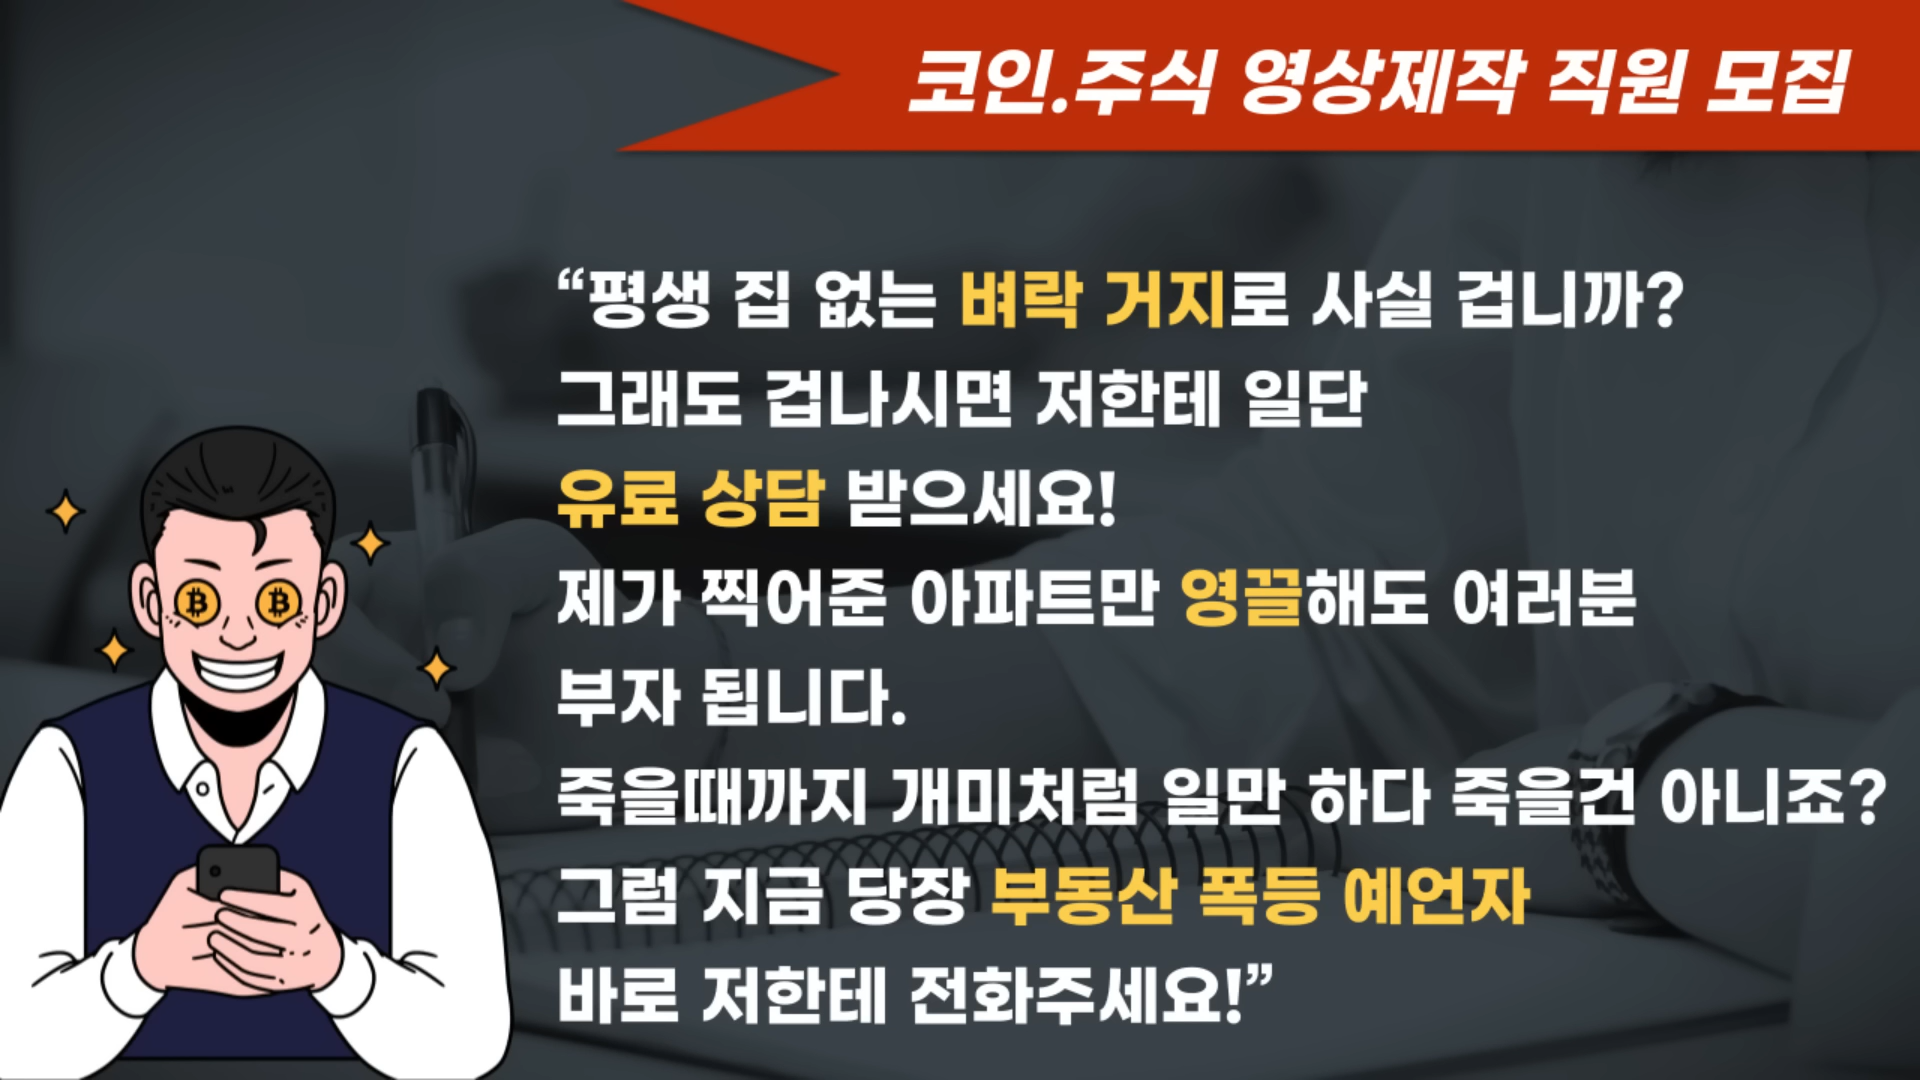 코인.주식 영상제작 직원 모집
“평생 집 없는 벼락 거지로 사실 겁니까?
그래도 겁나시면 저한테 일단
유료 상담 받으세요!
제가 찍어준 아파트만 영끌해도 여러분
부자 됩니다.
죽을때까지 개미처럼 일만 하다 죽을건 아니죠?
그럼 지금 당장 부동산 폭등 예언자
바로 저한테 전화주세요!”